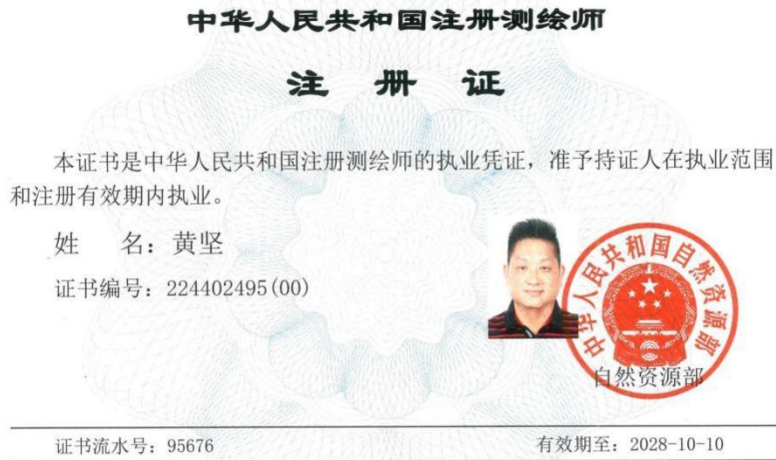 中华人民共和国注册测绘师
注 册 证
本证书是中华人民共和国注册测绘师的执业凭证，准予持证人在执业范围
和注册有效期内执业。
姓 名：黄坚
证书编号：224402495(00)
中华人民共和国自然资源部
自然资源部
证书流水号：95676
有效期至：2028-10-10